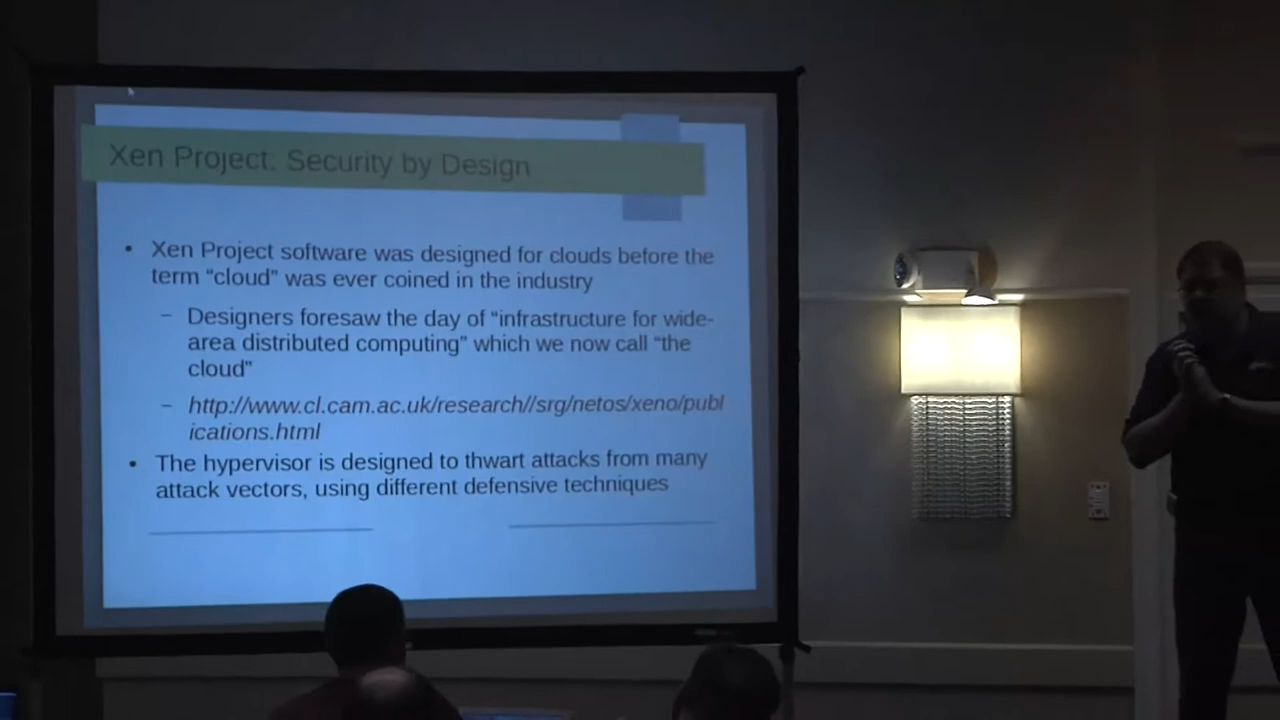 Xen Project: Security by Design
• Xen Project software was designed for clouds before the
term “cloud” was ever coined in the industry
– Designers foresaw the day of “infrastructure for wide-
area distributed computing” which we now call “the
cloud”
– http://www.cl.cam.ac.uk/research//srg/netos/xeno/publ
ications.html
• The hypervisor is designed to thwart attacks from many
attack vectors, using different defensive techniques